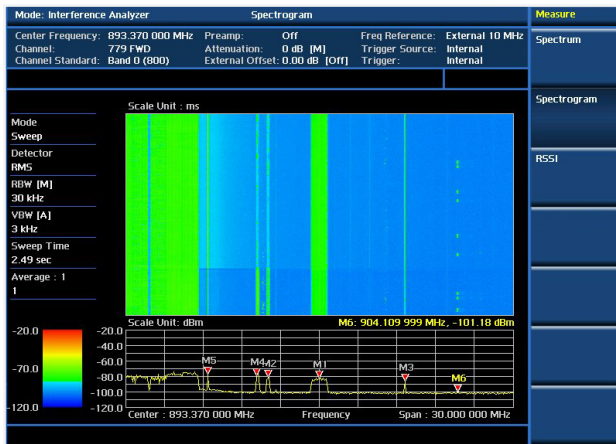 Mode: Interference Analyzer Spectrogram Measure
Center Frequency: 893.370 000 MHz Preamp: Off Freq Reference: External 10 MHz
Channel: 779 FWD Attenuation: 0 dB [M] Trigger Source: Internal
Channel Standard: Band 0 (800) External Offset: 0.00 dB [Off] Trigger: Internal
Spectrum
Spectrogram
RSSI
Scale Unit : ms
Mode
Sweep
Detector
RMS
RBW [M]
30 kHz
VBW [A]
3 kHz
Sweep Time
2.49 sec
Average : 1
1
Scale Unit: dBm M6: 904.109 999 MHz, -101.18 dBm
-20.0 -20.0
-40.0
-60.0
-70.0 -80.0
-100.0
-120.0 -120.0
M5 M4 M2 M1 M3 M6
Center : 893.370 000 MHz Frequency Span : 30.000 000 MHz